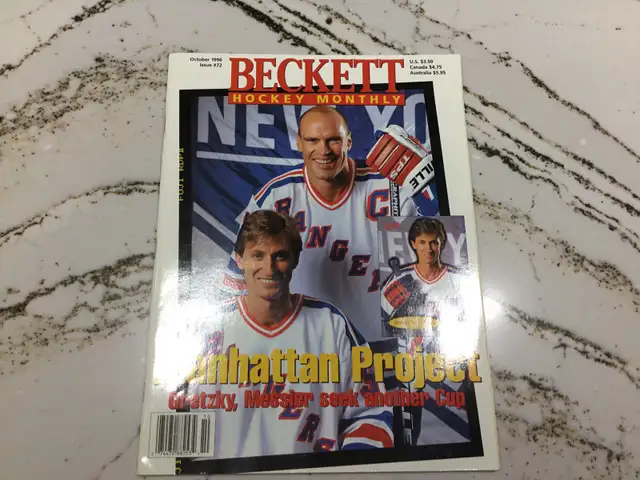 October 1996
Issue #72
BECKETT
HOCKEY MONTHLY
U.S. $3.50
Canada $4.75
Australia $5.95
NEW YO
RANGER
C
Manhattan Project
Gretzky, Messier seek another Cup